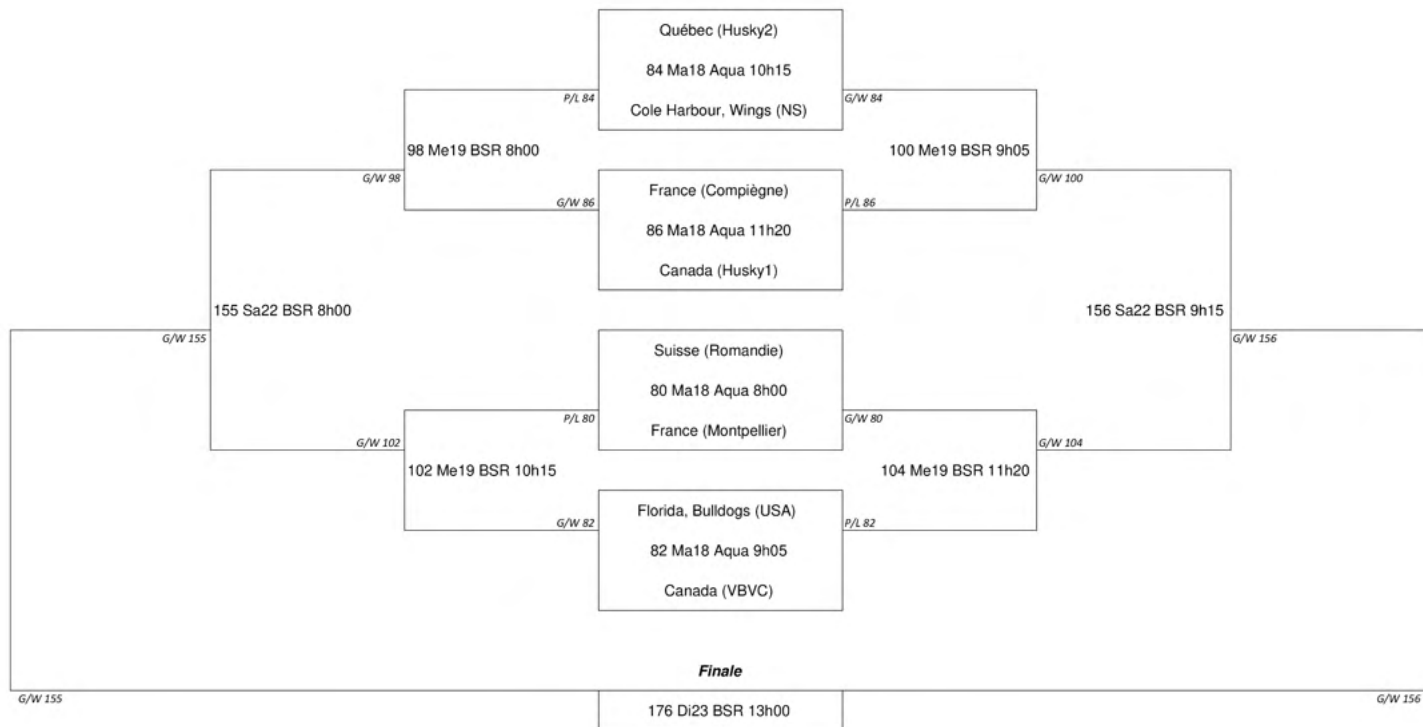 Québec (Husky2)
84 Ma18 Aqua 10h15
P/L 84
G/W 84
Cole Harbour, Wings (NS)
98 Me19 BSR 8h00
100 Me19 BSR 9h05
G/W 98
G/W 86
France (Compiègne)
P/L 86
G/W 100
86 Ma18 Aqua 11h20
Canada (Husky1)
155 Sa22 BSR 8h00
156 Sa22 BSR 9h15
G/W 155
Suisse (Romandie)
G/W 156
80 Ma18 Aqua 8h00
P/L 80
G/W 80
France (Montpellier)
G/W 102
G/W 104
102 Me19 BSR 10h15
104 Me19 BSR 11h20
Florida, Bulldogs (USA)
G/W 82
P/L 82
82 Ma18 Aqua 9h05
Canada (VBVC)
Finale
G/W 155
G/W 156
176 Di23 BSR 13h00